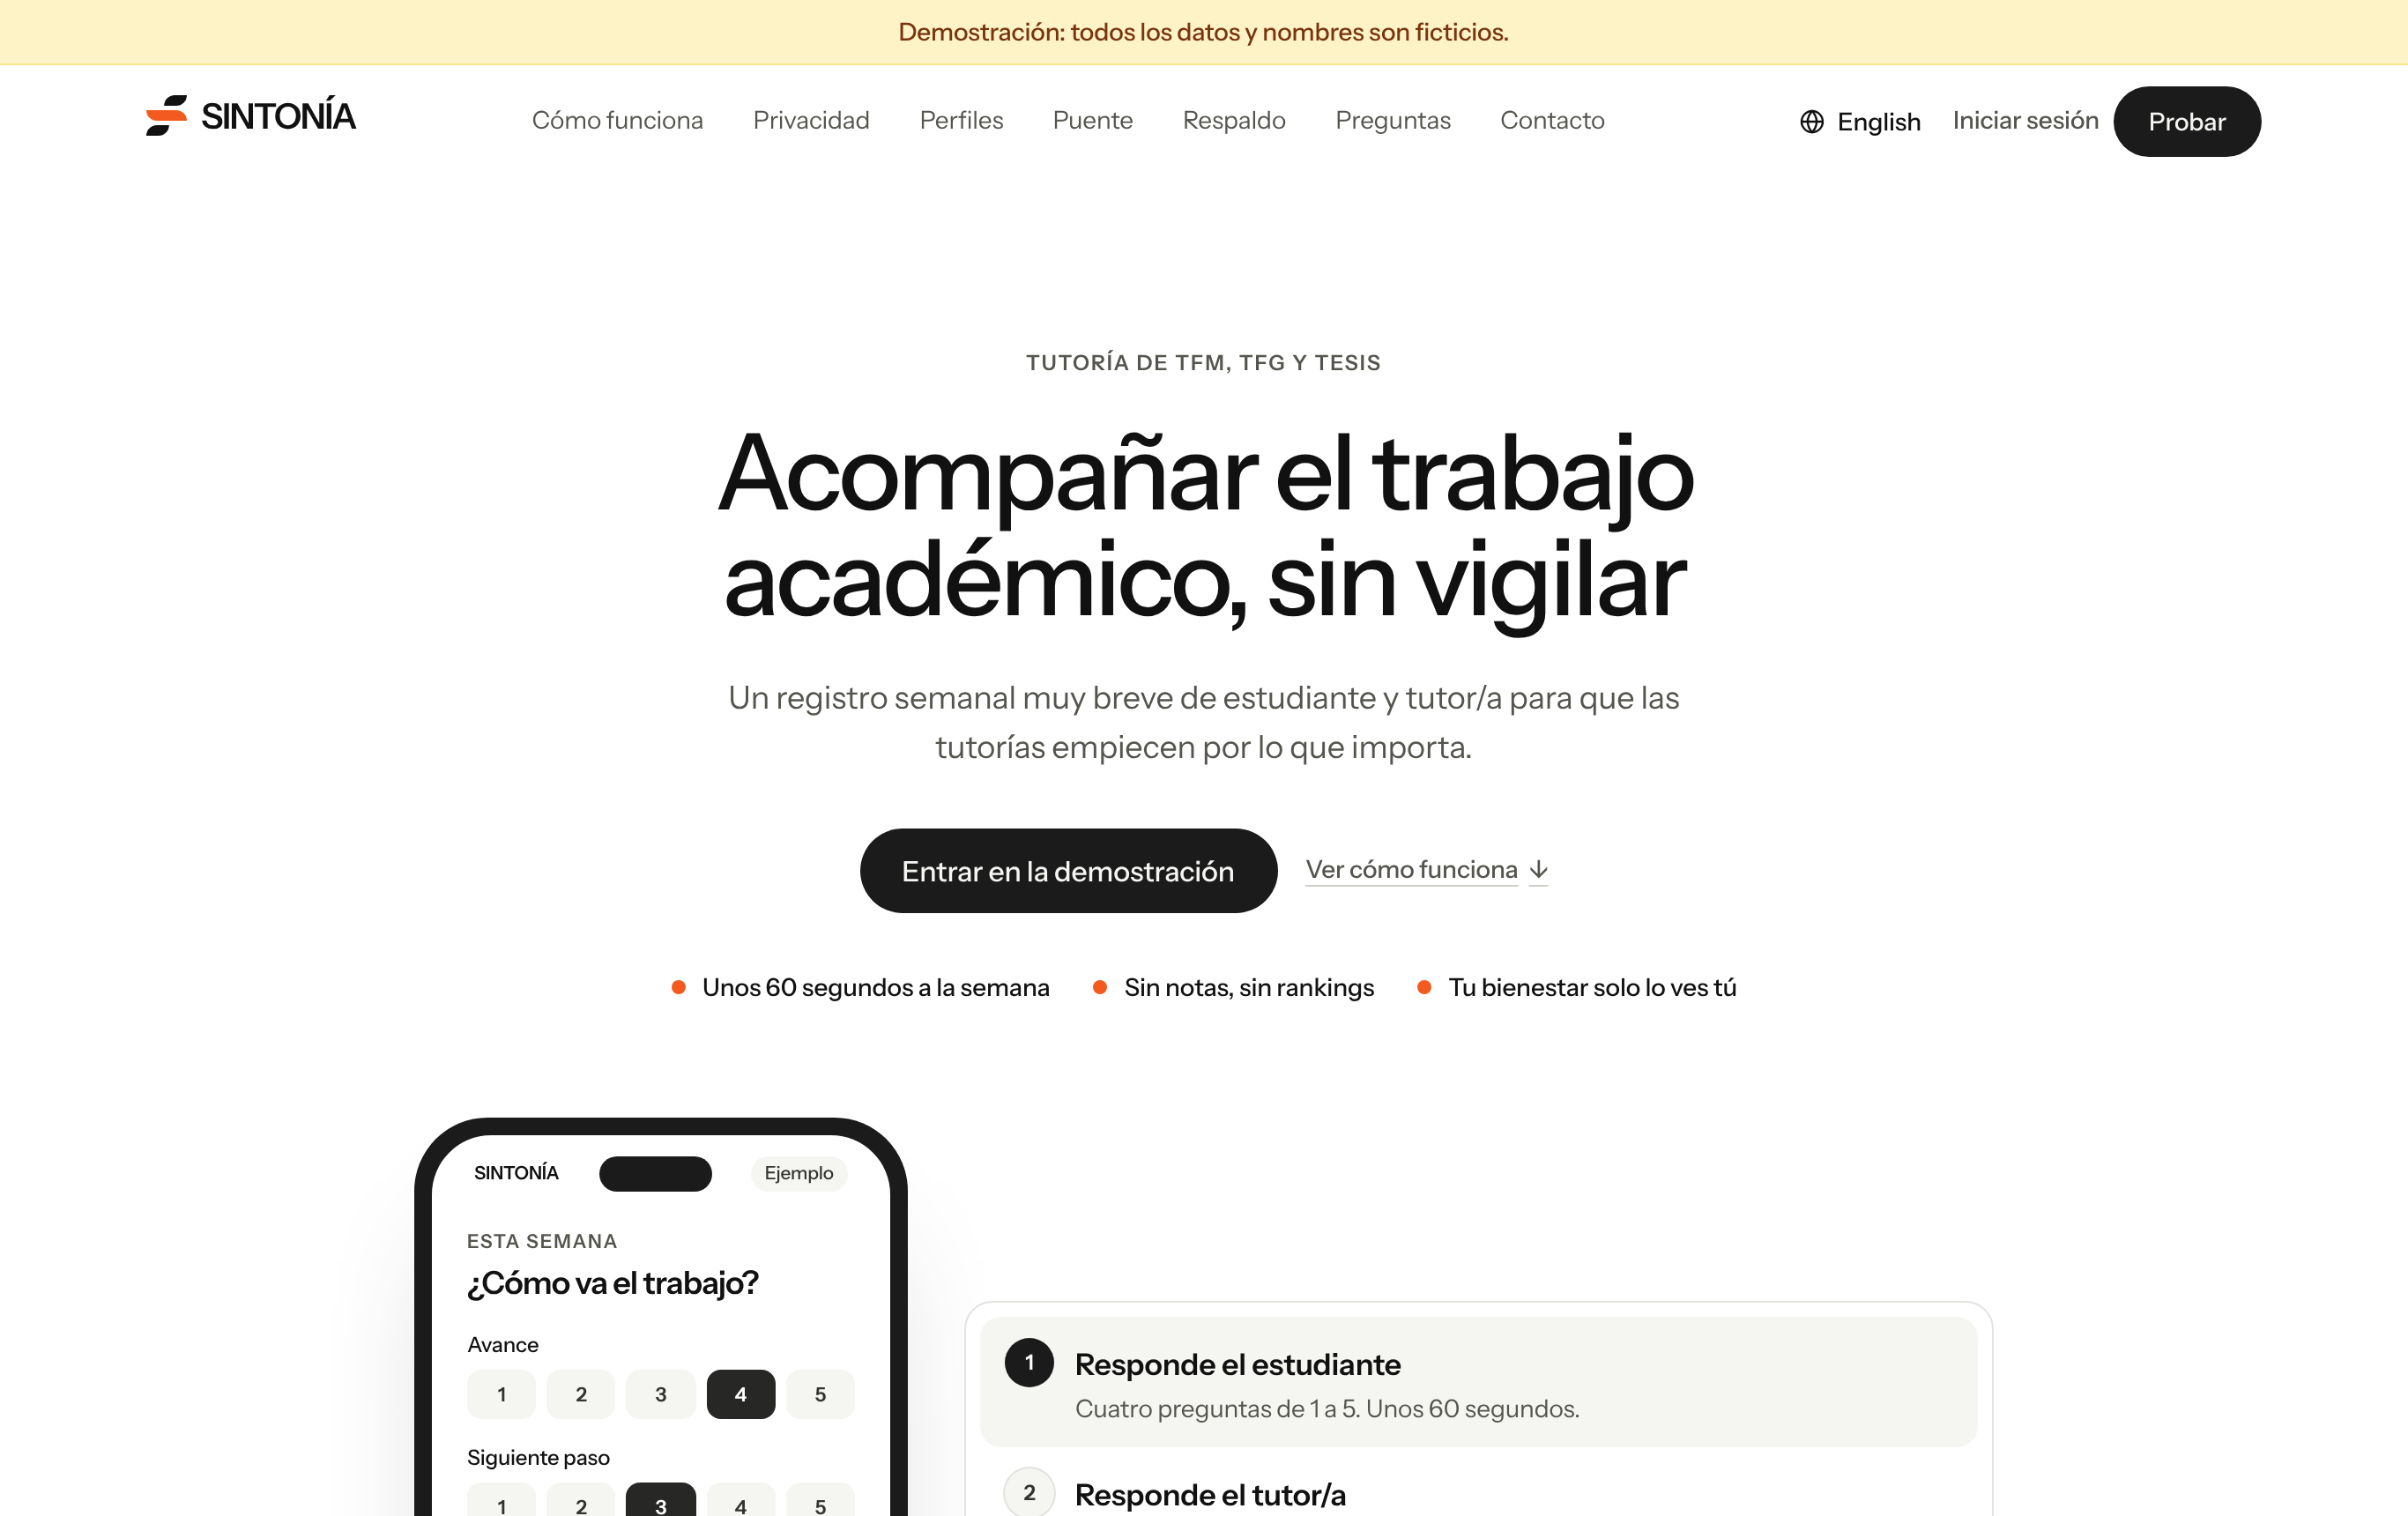 Demostración: todos los datos y nombres son ficticios.
SINTONÍA
Cómo funciona
Privacidad
Perfiles
Puente
Respaldo
Preguntas
Contacto
English
Iniciar sesión
Probar
TUTORÍA DE TFM, TFG Y TESIS
Acompañar el trabajo
académico, sin vigilar
Un registro semanal muy breve de estudiante y tutor/a para que las
tutorías empiecen por lo que importa.
Entrar en la demostración
Ver cómo funciona ↓
Unos 60 segundos a la semana
Sin notas, sin rankings
Tu bienestar solo lo ves tú
SINTONÍA
Ejemplo
ESTA SEMANA
¿Cómo va el trabajo?
Avance
1 2 3 4 5
Siguiente paso
1 2 3 4 5
1
Responde el estudiante
Cuatro preguntas de 1 a 5. Unos 60 segundos.
2
Responde el tutor/a